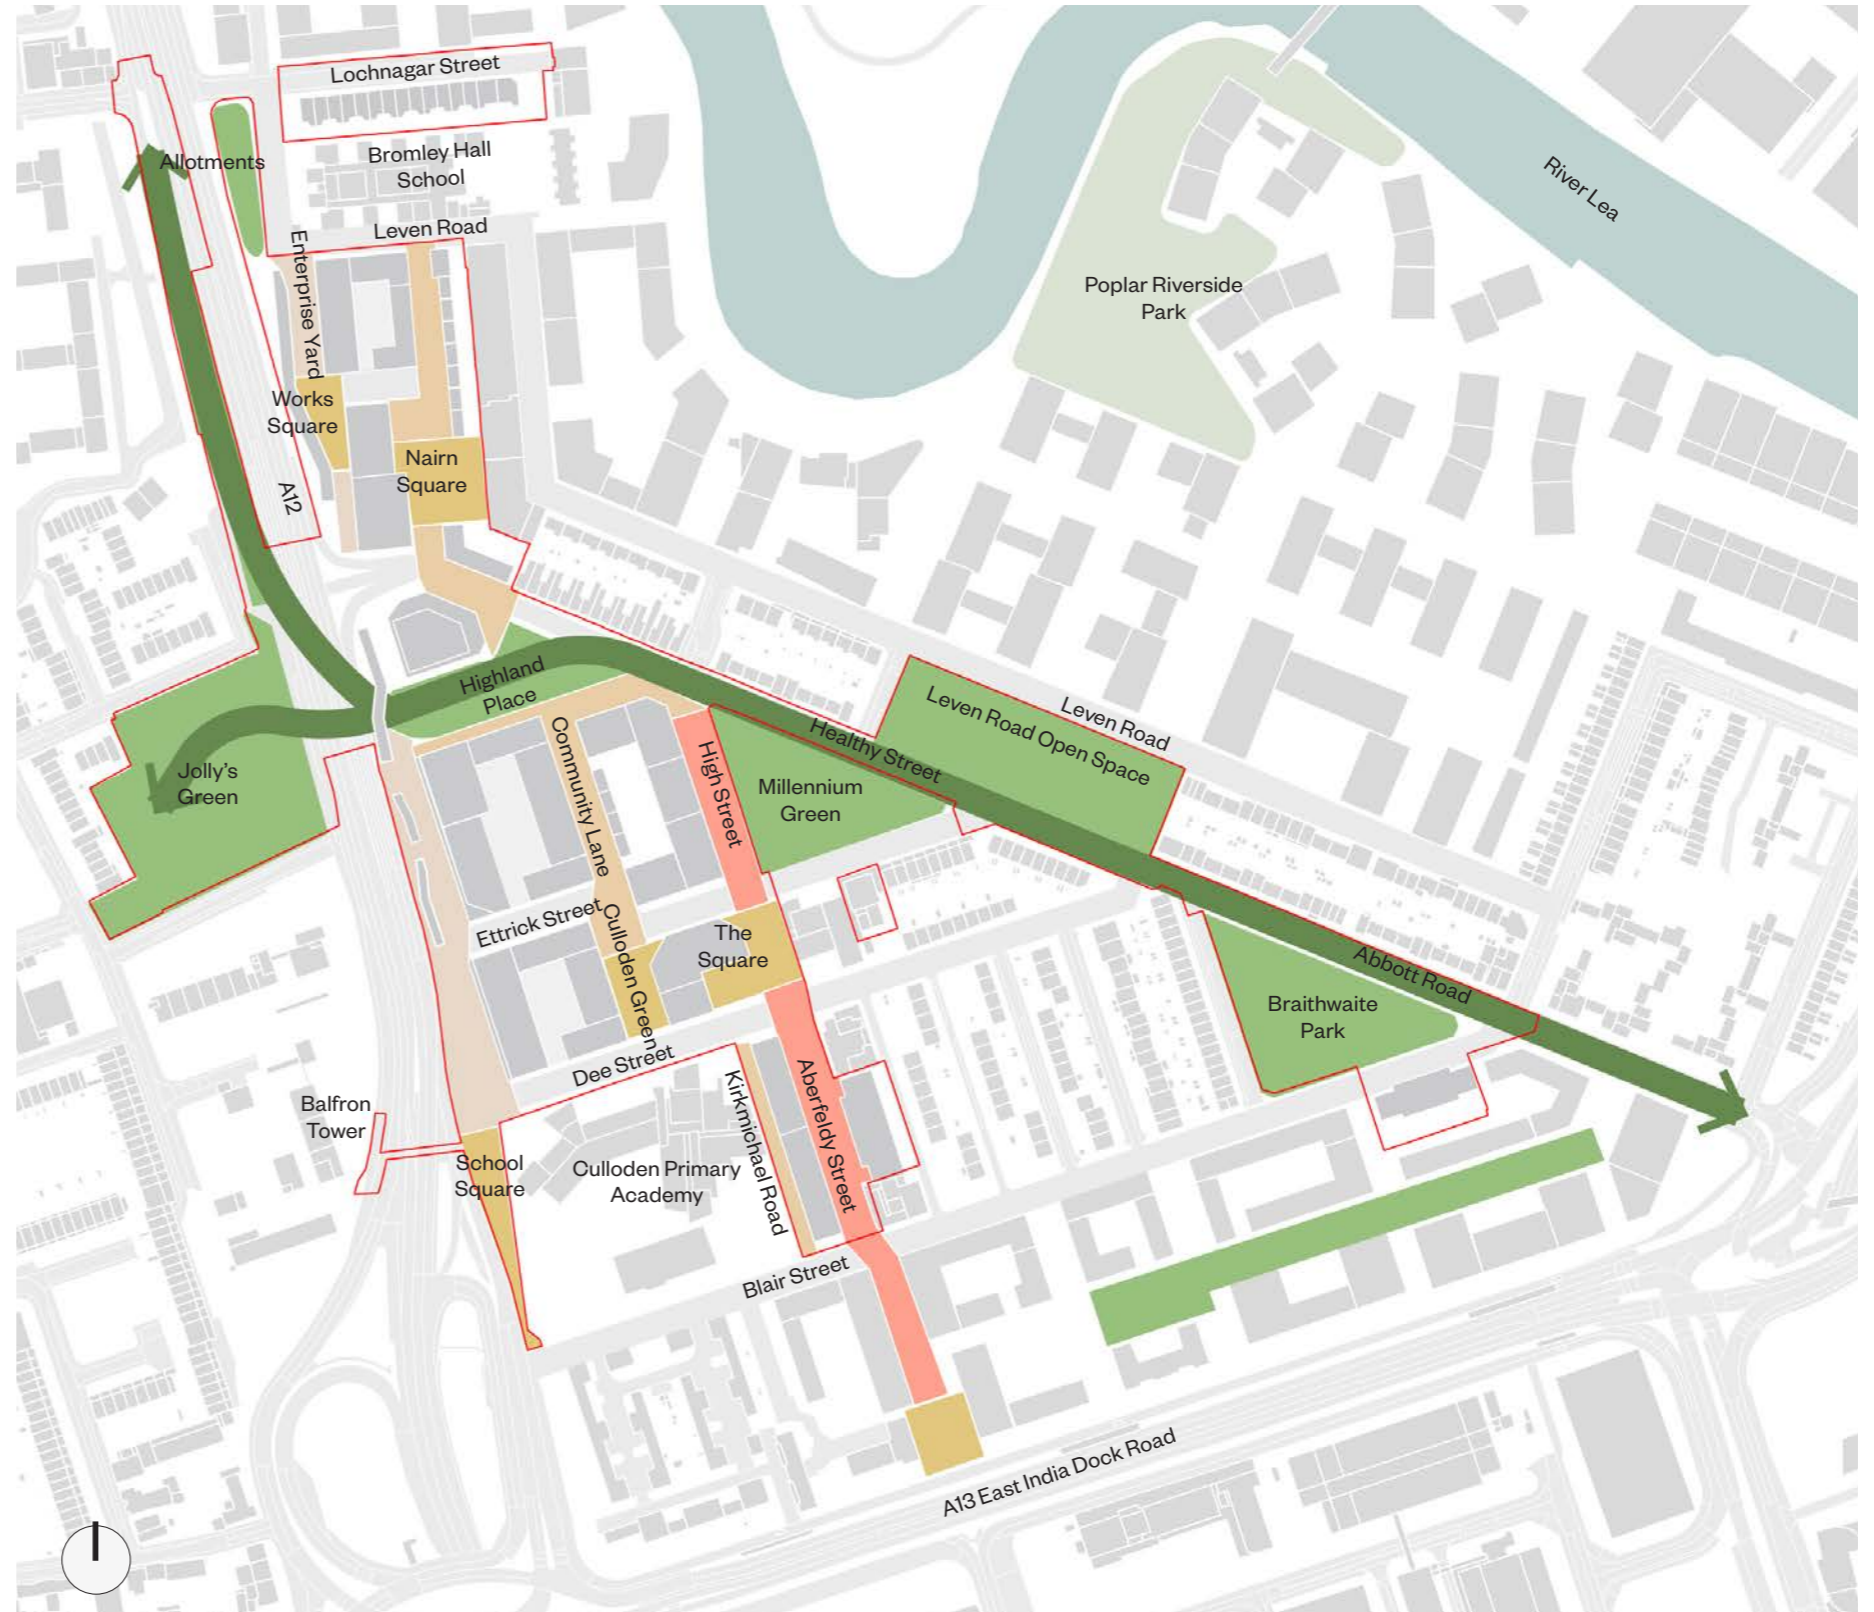 Lochnagar Street
Allotments
Bromley Hall
School
River Lea
Leven Road
Enterprise Yard
Poplar Riverside
Park
Works
Square
Nairn
Square
A12
Highland
Place
Leven Road Open Space
Leven Road
Community Lane
High Street
Healthy Street
Jolly's
Green
Millennium
Green
Ettrick Street
Culloden Green
The
Square
Abbott Road
Braithwaite
Park
Dee Street
Balfron
Tower
School
Square
Culloden Primary
Academy
Kirkmichael Road
Aberfeldy Street
Blair Street
A13 East India Dock Road